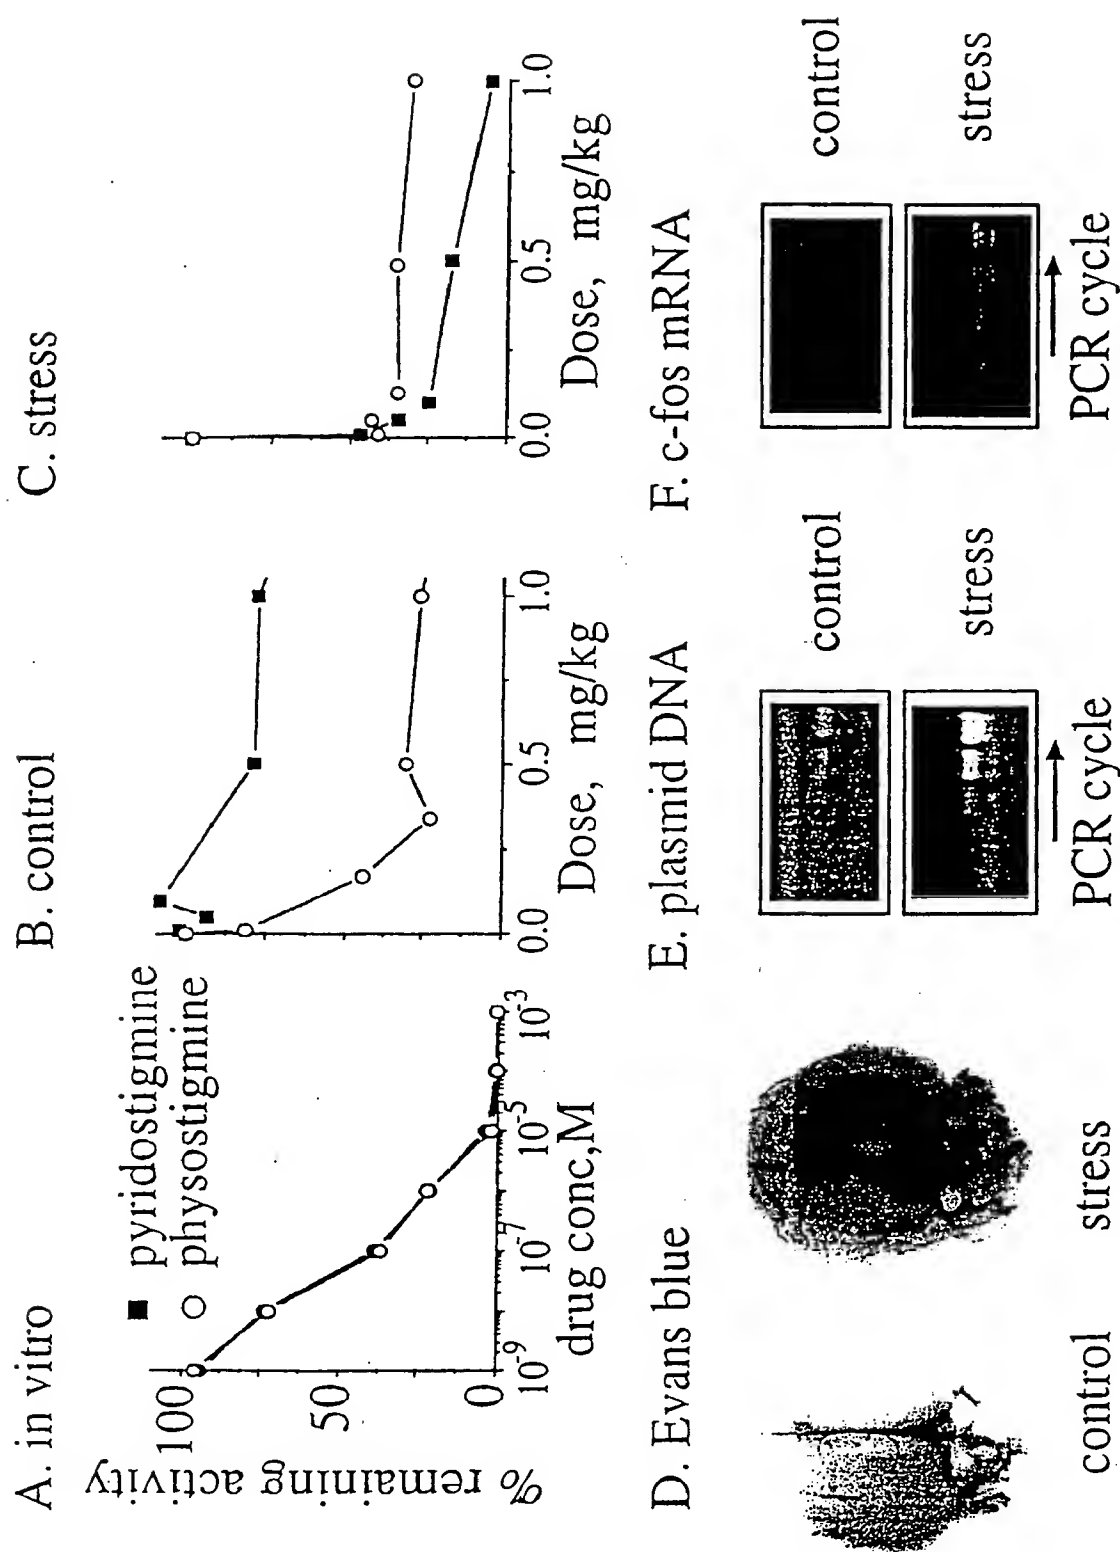 A. in vitro
B. control
C. stress
■ pyridostigmine
○ physostigmine
% remaining activity
100
50
0
10-9
10-7
10-5
10-3
drug conc,M
0.0
0.5
1.0
Dose, mg/kg
0.0
0.5
1.0
Dose, mg/kg
D. Evans blue
E. plasmid DNA
F. c-fos mRNA
control
stress
control
stress
PCR cycle
control
stress
PCR cycle